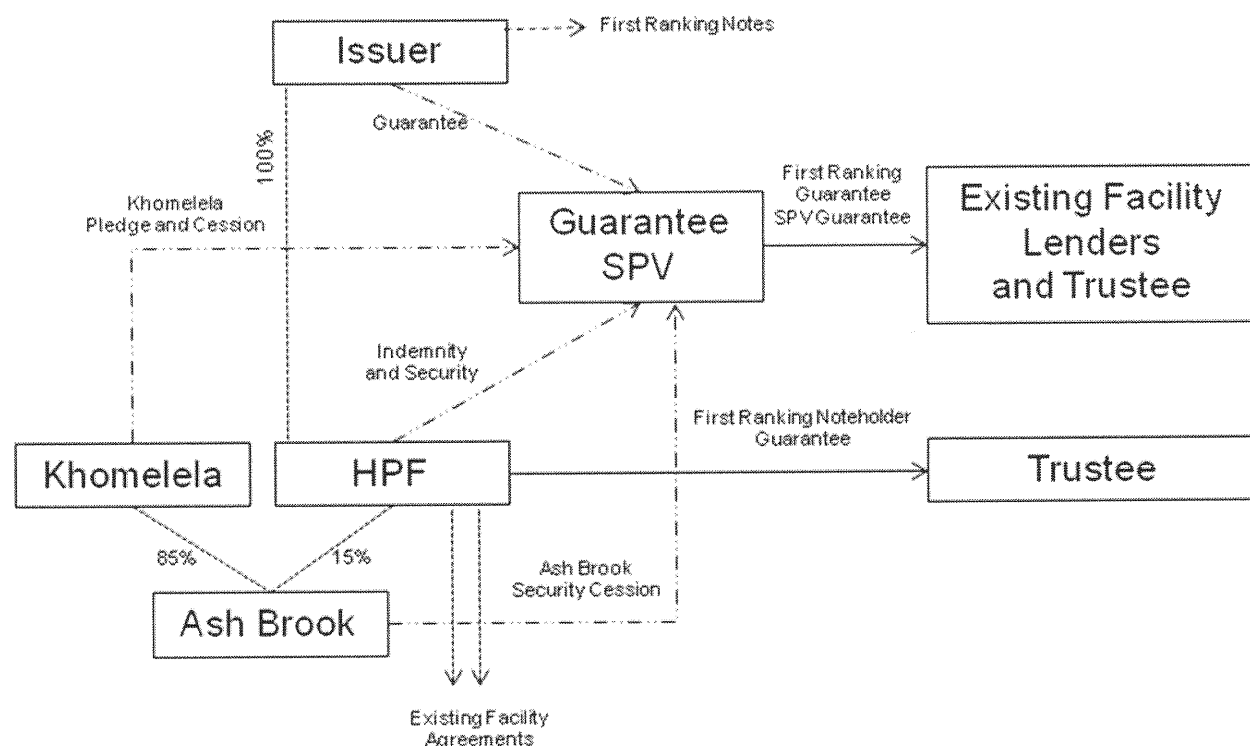 First Ranking Notes
Issuer
Guarantee
100%
Khomelela
Pledge and Cession
First Ranking
Guarantee
SPV Guarantee
Guarantee
SPV
Existing Facility
Lenders
and Trustee
Indemnity
and Security
First Ranking Noteholder
Guarantee
Khomelela
HPF
Trustee
85%
15%
Ash Brook
Security Cession
Ash Brook
Existing Facility
Agreements